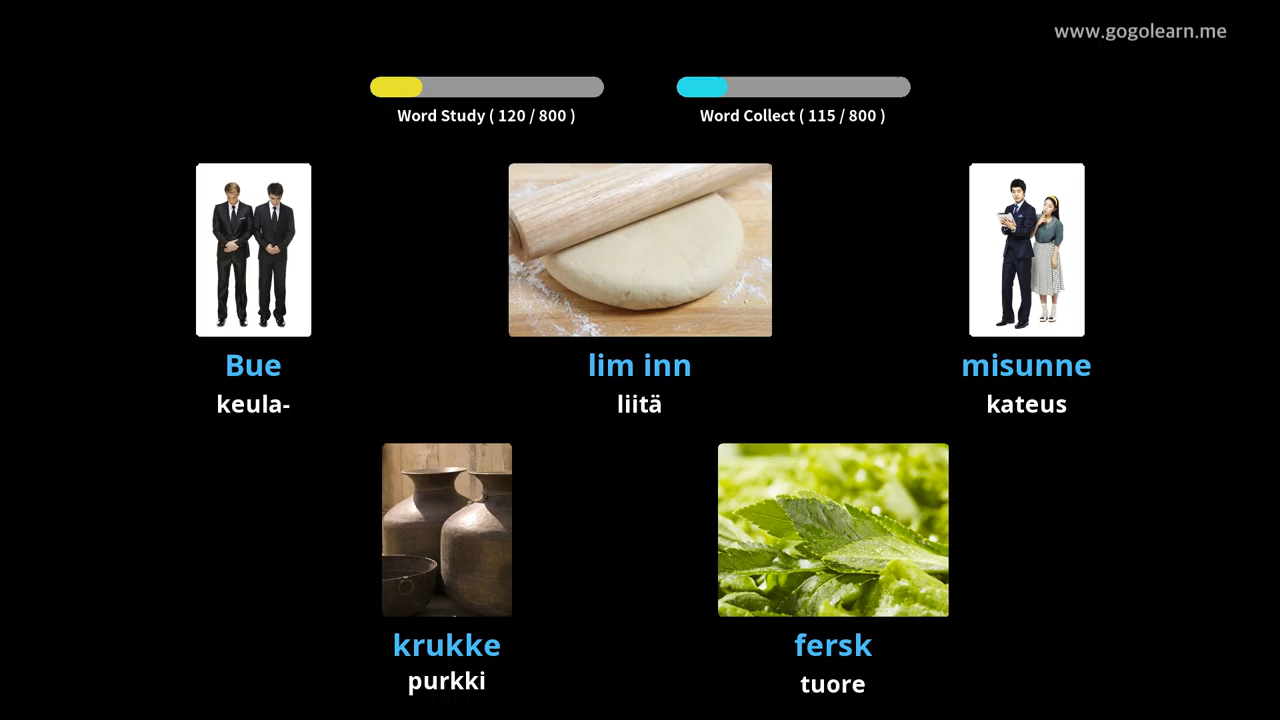 www.gogolearn.me
Word Study ( 120 / 800 )
Word Collect ( 115 / 800 )
Bue
keula-
lim inn
liitä
misunne
kateus
krukke
purkki
fersk
tuore